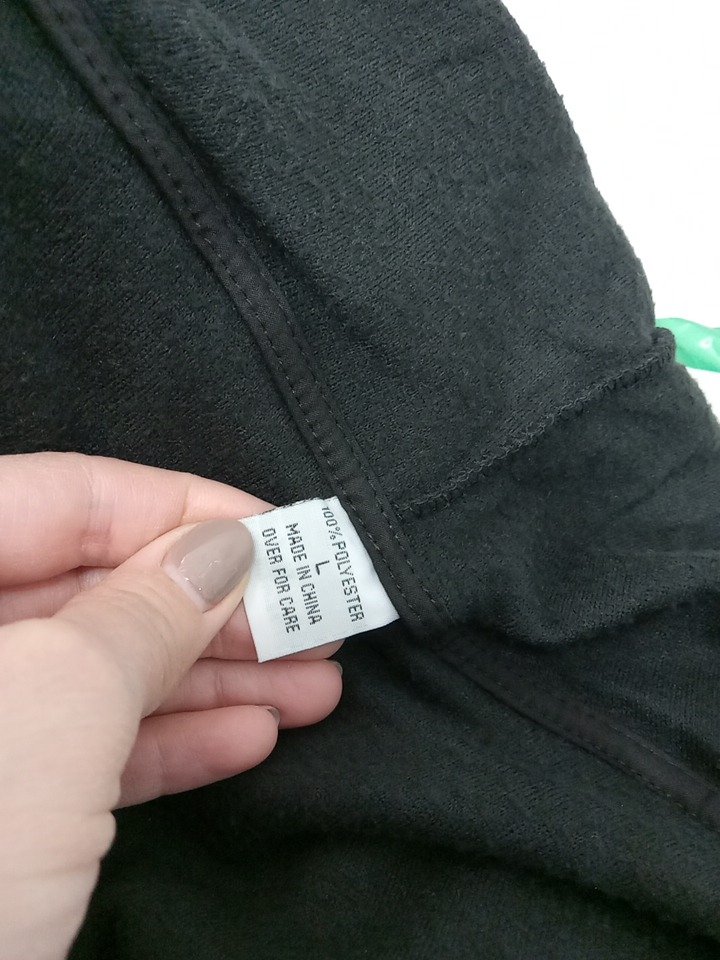 100% POLYESTER
L
MADE IN CHINA
OVER FOR CARE